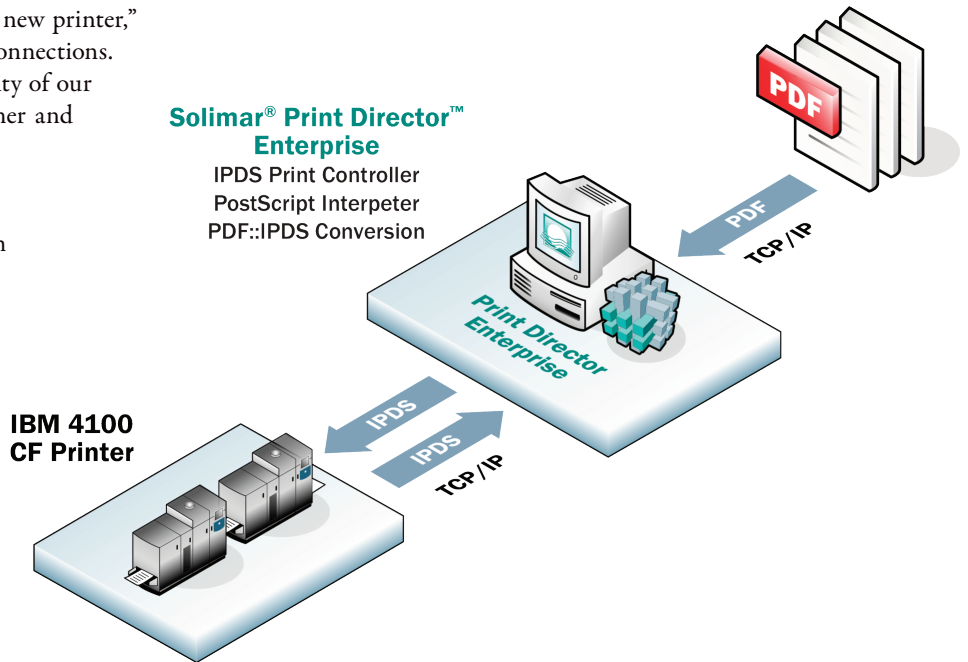 new printer,”
onnections.
ty of our
ner and
n
Solimar® Print Director™
Enterprise
IPDS Print Controller
PostScript Interpeter
PDF::IPDS Conversion
PDF
PDF
TCP/IP
Print Director
Enterprise
IPDS
IPDS
TCP/IP
IBM 4100
CF Printer